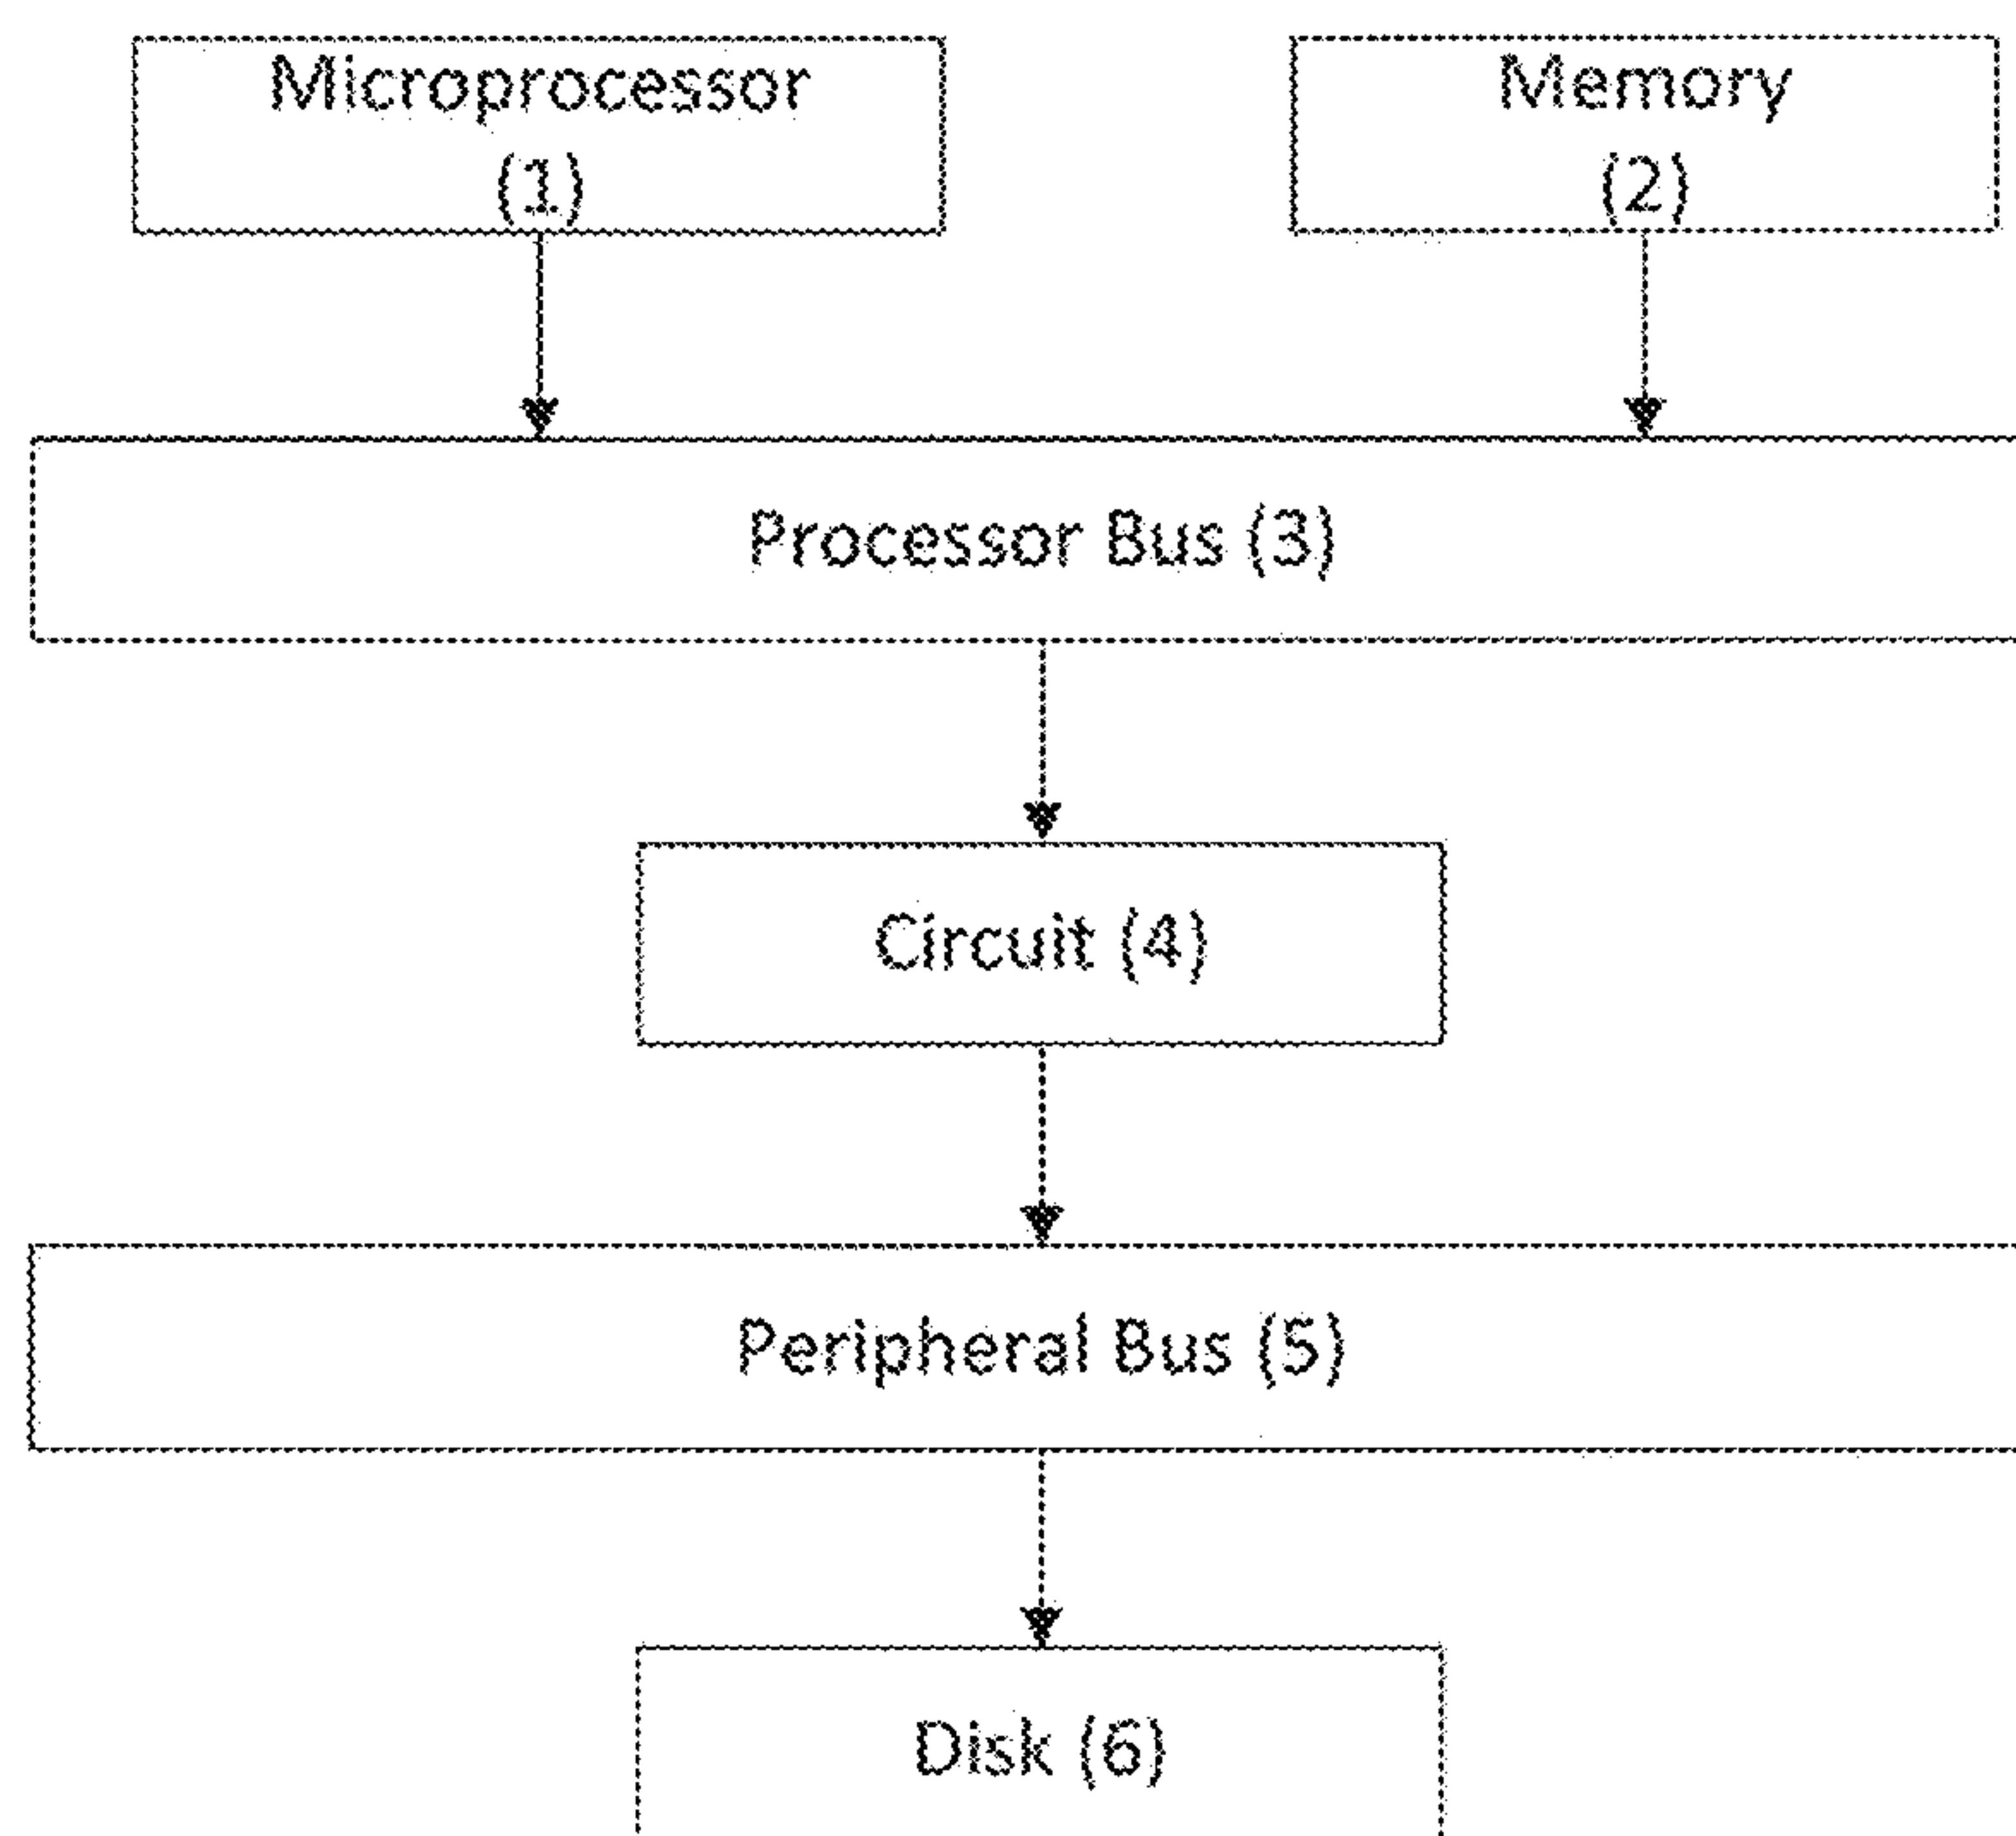 Microprocessor
(1)
Memory
(2)
Processor Bus (3)
Circuit (4)
Peripheral Bus (5)
Disk (6)